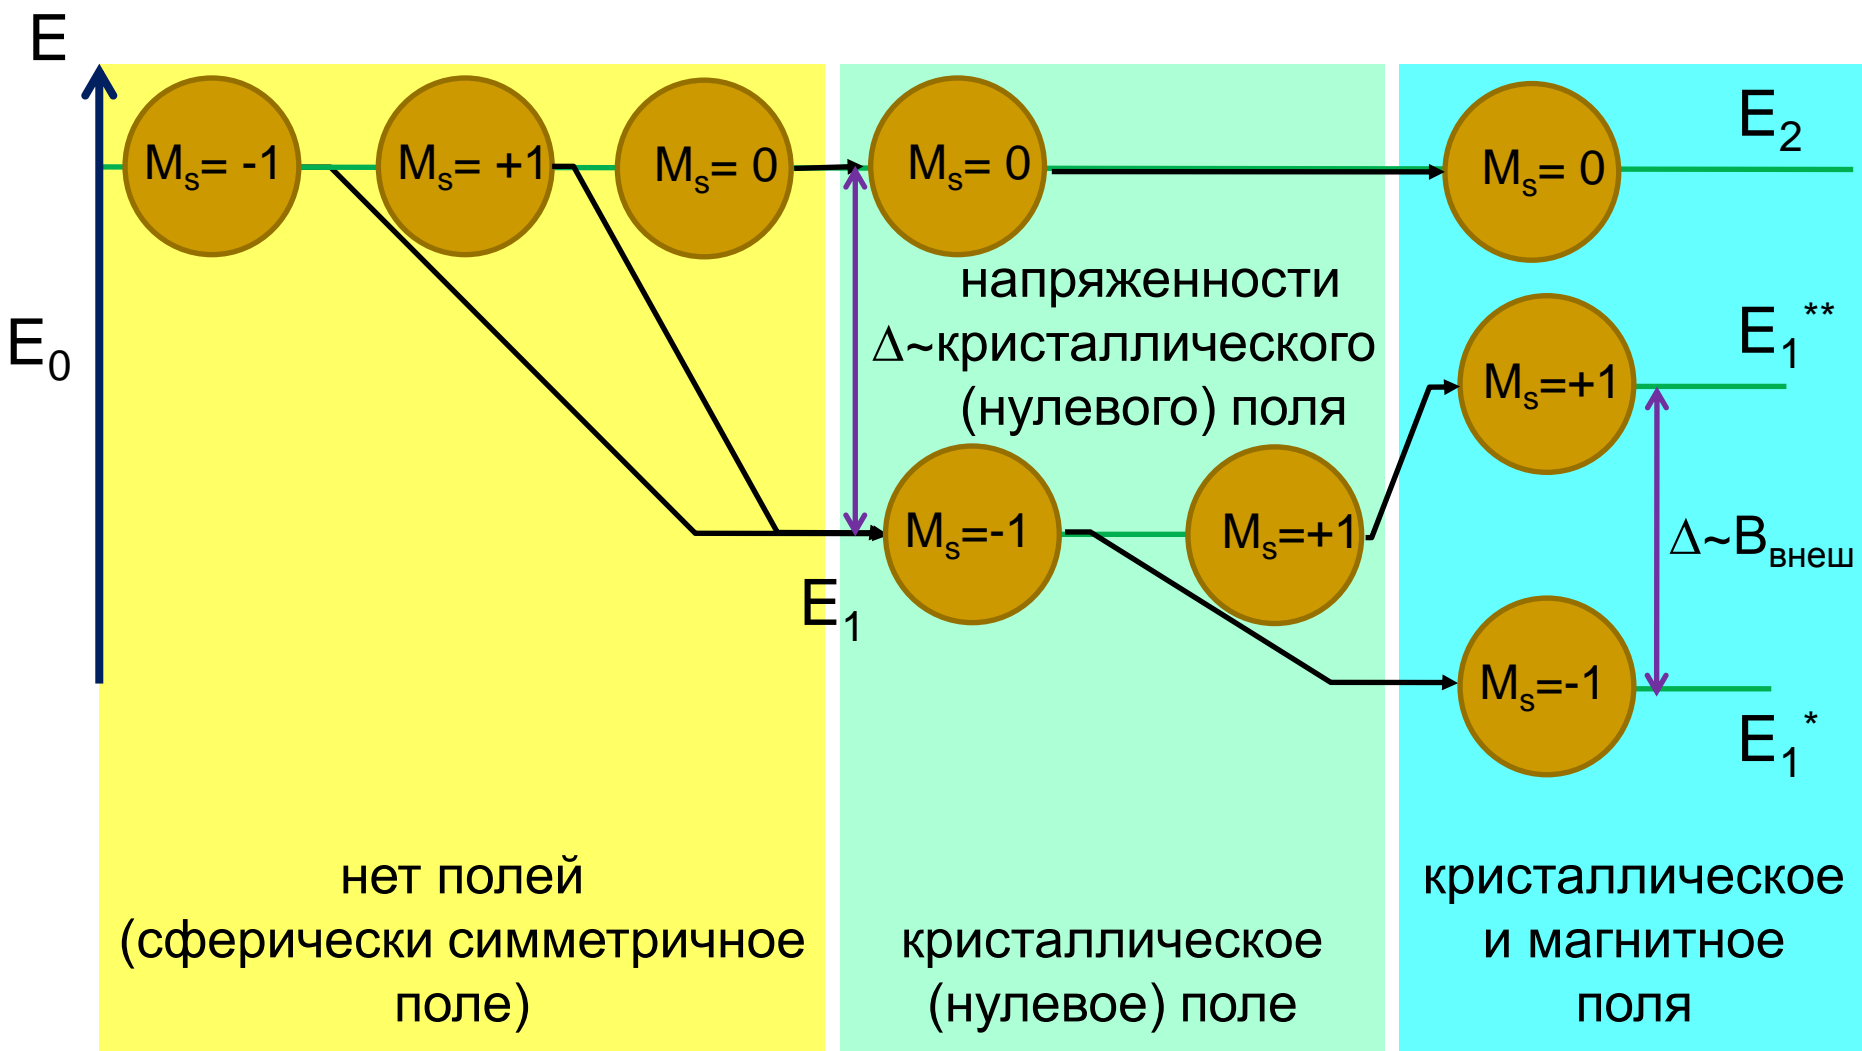 E
Ms= -1
Ms= +1
Ms= 0
Ms= 0
Ms= 0
E2
E0
напряженности
Δ~кристаллического
(нулевого) поля
E1**
Ms=+1
Ms=-1
Ms=+1
Δ~Bвнеш
E1
Ms=-1
E1*
нет полей
(сферически симметричное
поле)
кристаллическое
(нулевое) поле
кристаллическое
и магнитное
поля